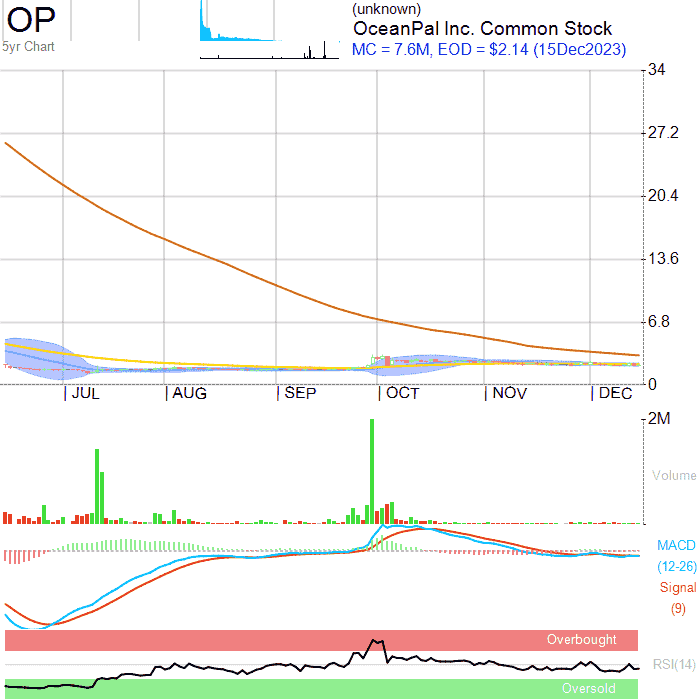 OP
5yr Chart
(unknown)
OceanPal Inc. Common Stock
MC = 7.6M, EOD = $2.14 (15Dec2023)
34
27.2
20.4
13.6
6.8
0
JUL AUG SEP OCT NOV DEC
2M
Volume
MACD
(12-26)
Signal
(9)
Overbought
RSI(14)
Oversold